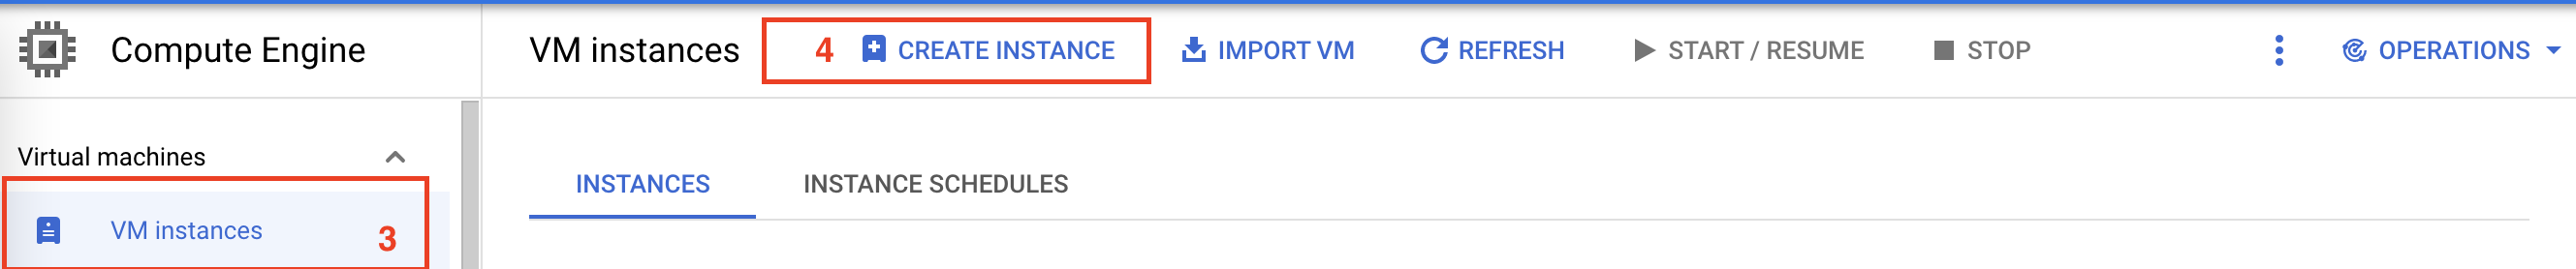 Compute Engine
VM instances
4 CREATE INSTANCE
IMPORT VM
REFRESH
START / RESUME
STOP
OPERATIONS
Virtual machines
VM instances 3
INSTANCES
INSTANCE SCHEDULES